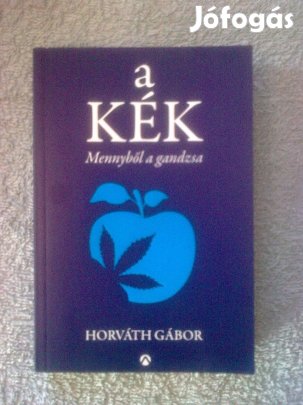 Jófogás
a
KÉK
Mennyből a gandzsa
HORVÁTH GÁBOR